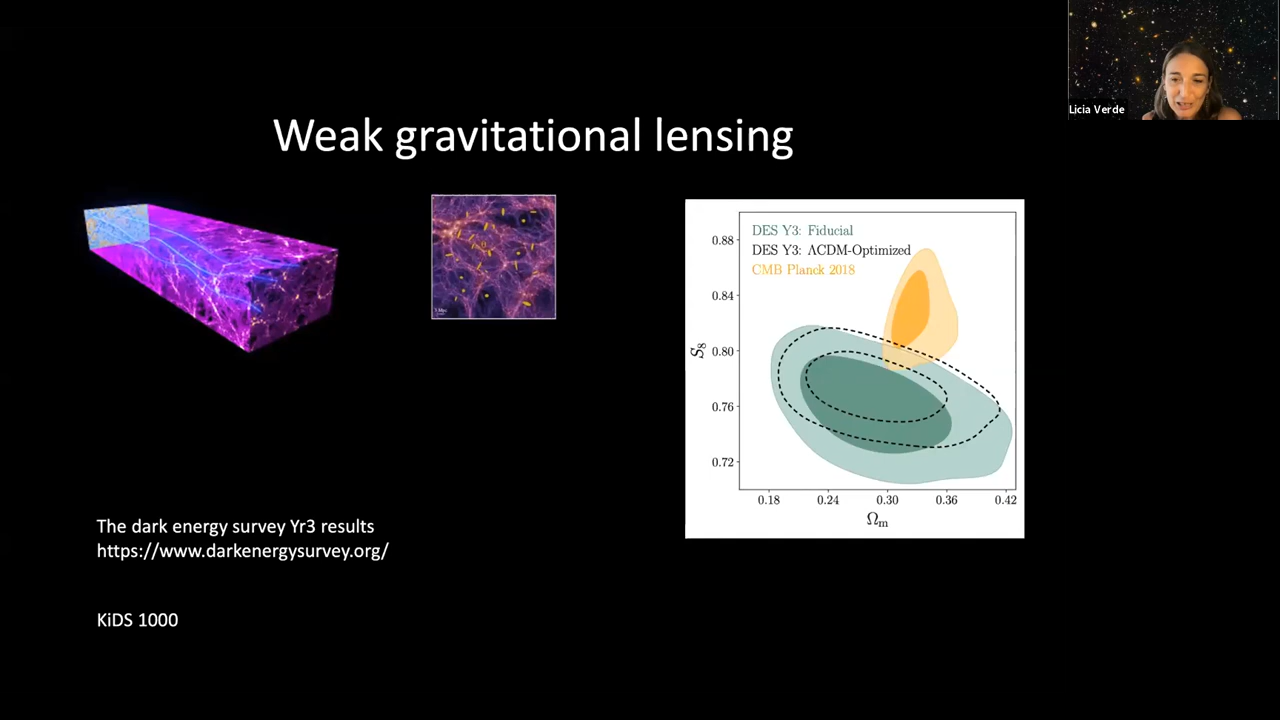 Licia Verde
Weak gravitational lensing
DES Y3: Fiducial
DES Y3: ΛCDM-Optimized
CMB Planck 2018
0.88
0.84
0.80
0.76
0.72
S₈
0.18 0.24 0.30 0.36 0.42
Ωₘ
The dark energy survey Yr3 results
https://www.darkenergysurvey.org/
KiDS 1000